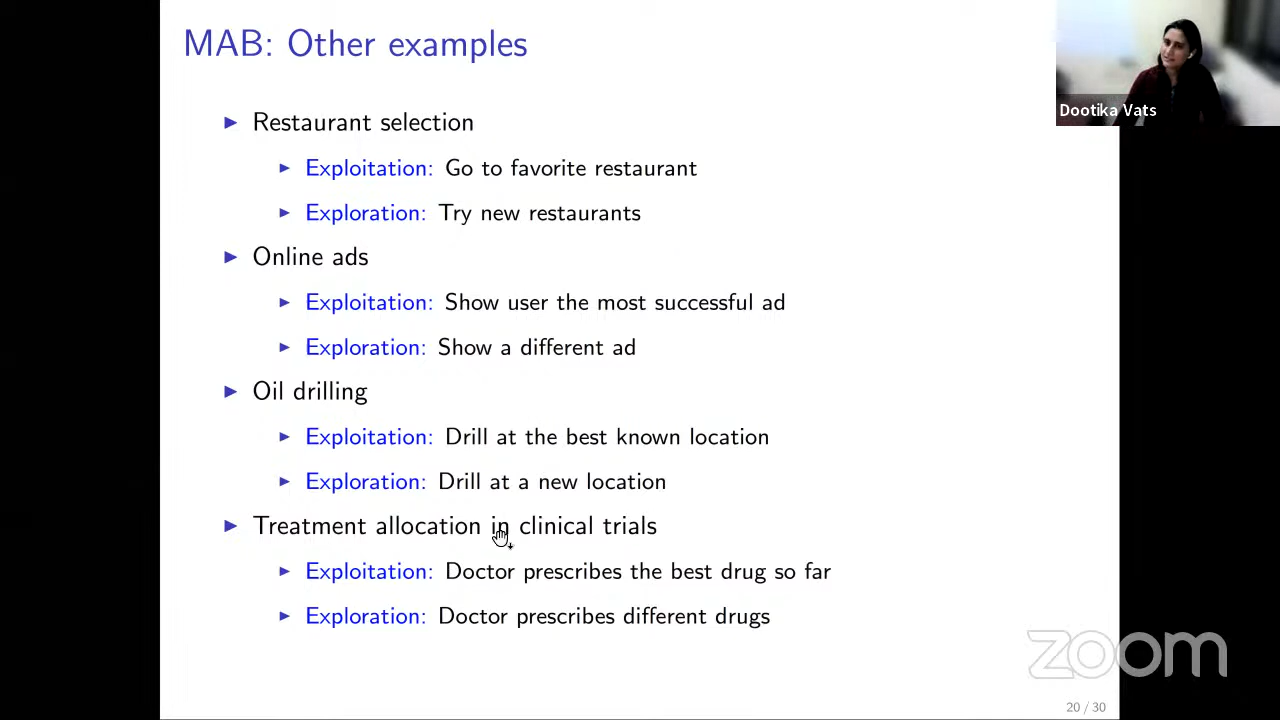 MAB: Other examples
Dootika Vats
Restaurant selection
Exploitation: Go to favorite restaurant
Exploration: Try new restaurants
Online ads
Exploitation: Show user the most successful ad
Exploration: Show a different ad
Oil drilling
Exploitation: Drill at the best known location
Exploration: Drill at a new location
Treatment allocation in clinical trials
Exploitation: Doctor prescribes the best drug so far
Exploration: Doctor prescribes different drugs
zoom
20 / 30